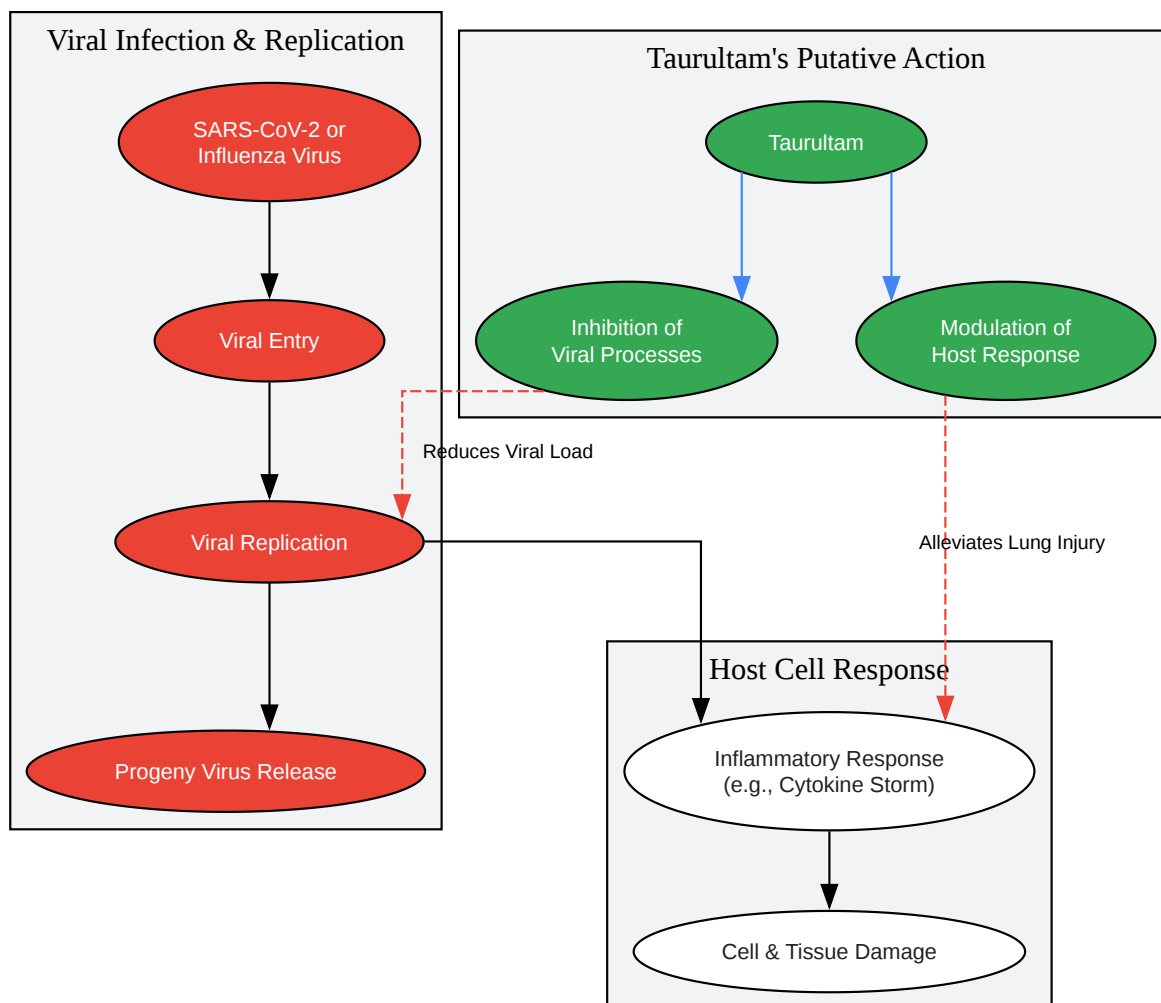 Viral Infection & Replication
SARS-CoV-2 or
Influenza Virus
Viral Entry
Viral Replication
Progeny Virus Release
Taurultam's Putative Action
Taurultam
Inhibition of
Viral Processes
Modulation of
Host Response
Reduces Viral Load
Alleviates Lung Injury
Host Cell Response
Inflammatory Response
(e.g., Cytokine Storm)
Cell & Tissue Damage